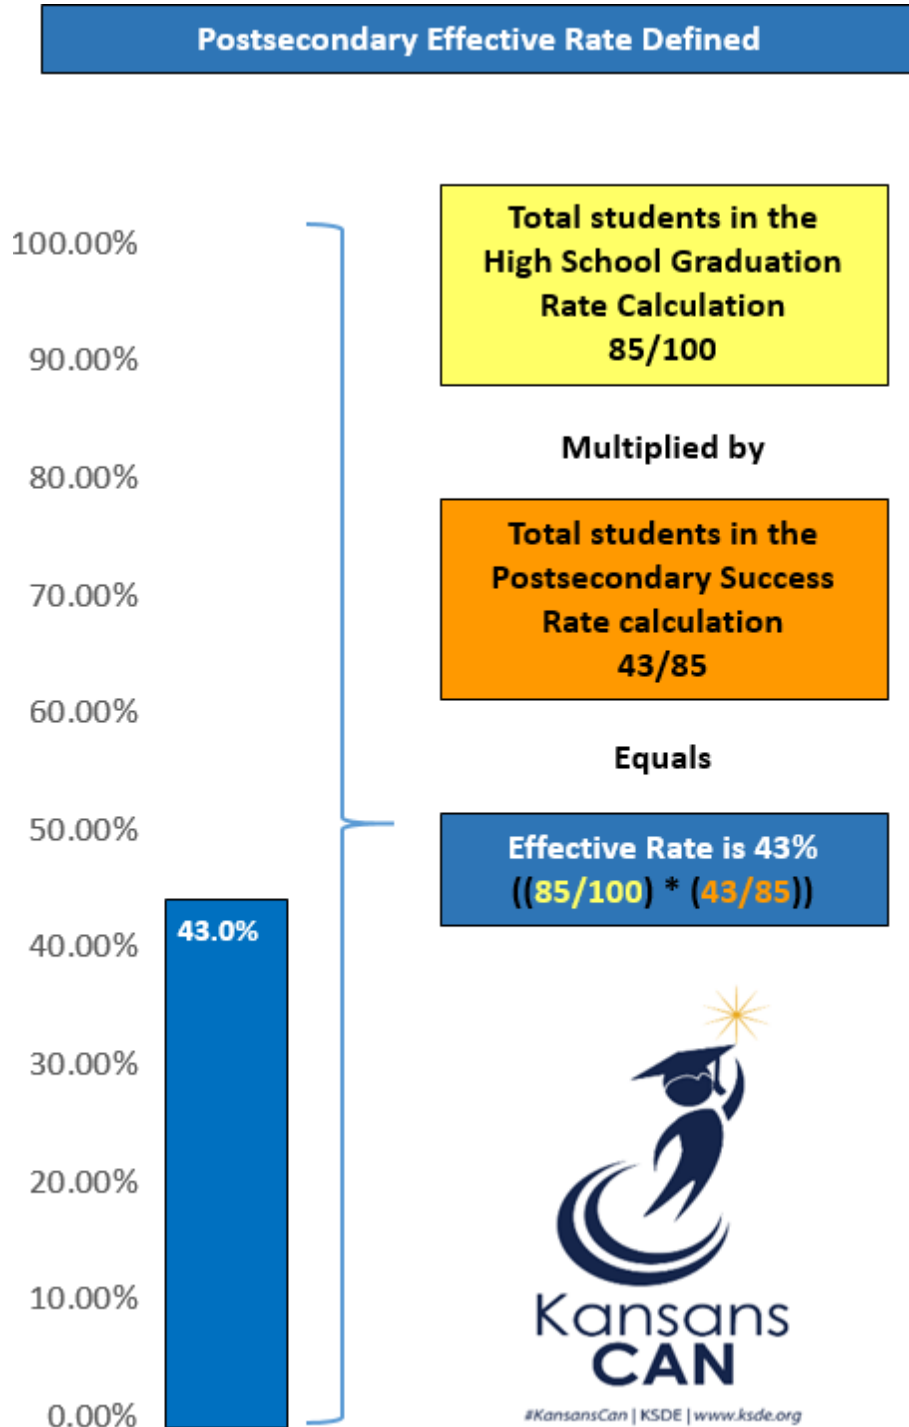 Postsecondary Effective Rate Defined
100.00%
90.00%
80.00%
70.00%
60.00%
50.00%
40.00%
30.00%
20.00%
10.00%
0.00%
43.0%
Total students in the
High School Graduation
Rate Calculation
85/100
Multiplied by
Total students in the
Postsecondary Success
Rate calculation
43/85
Equals
Effective Rate is 43%
((85/100) * (43/85))
Kansans
CAN
#KansansCan | KSDE | www.ksde.org